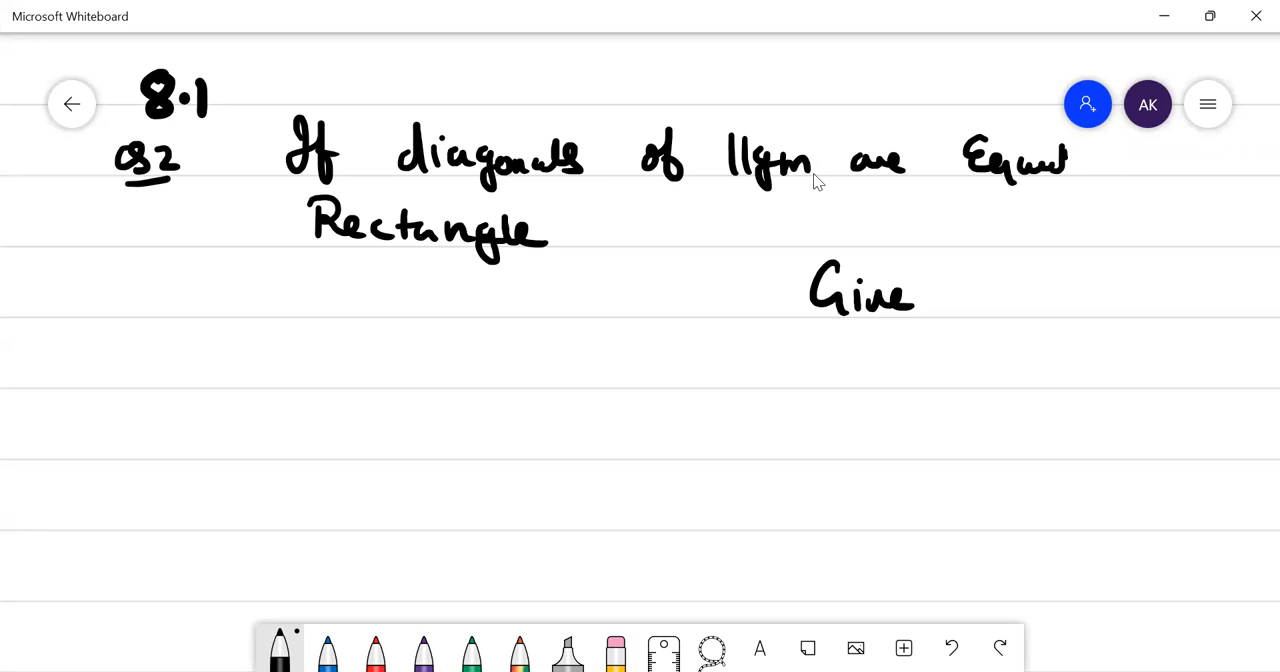 Microsoft Whiteboard
8.1
AK
Q2 If diagonals of llgm are Equal
Rectangle
Give
A